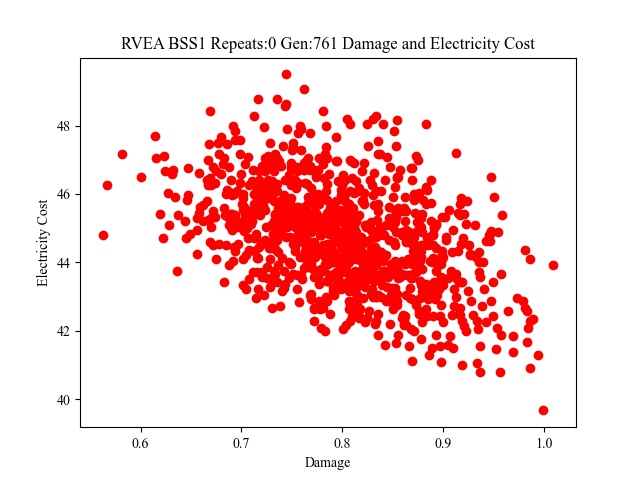 RVEA BSS1 Repeats:0 Gen:761 Damage and Electricity Cost
48
46
44
42
40
Electricity Cost
0.6 0.7 0.8 0.9 1.0
Damage